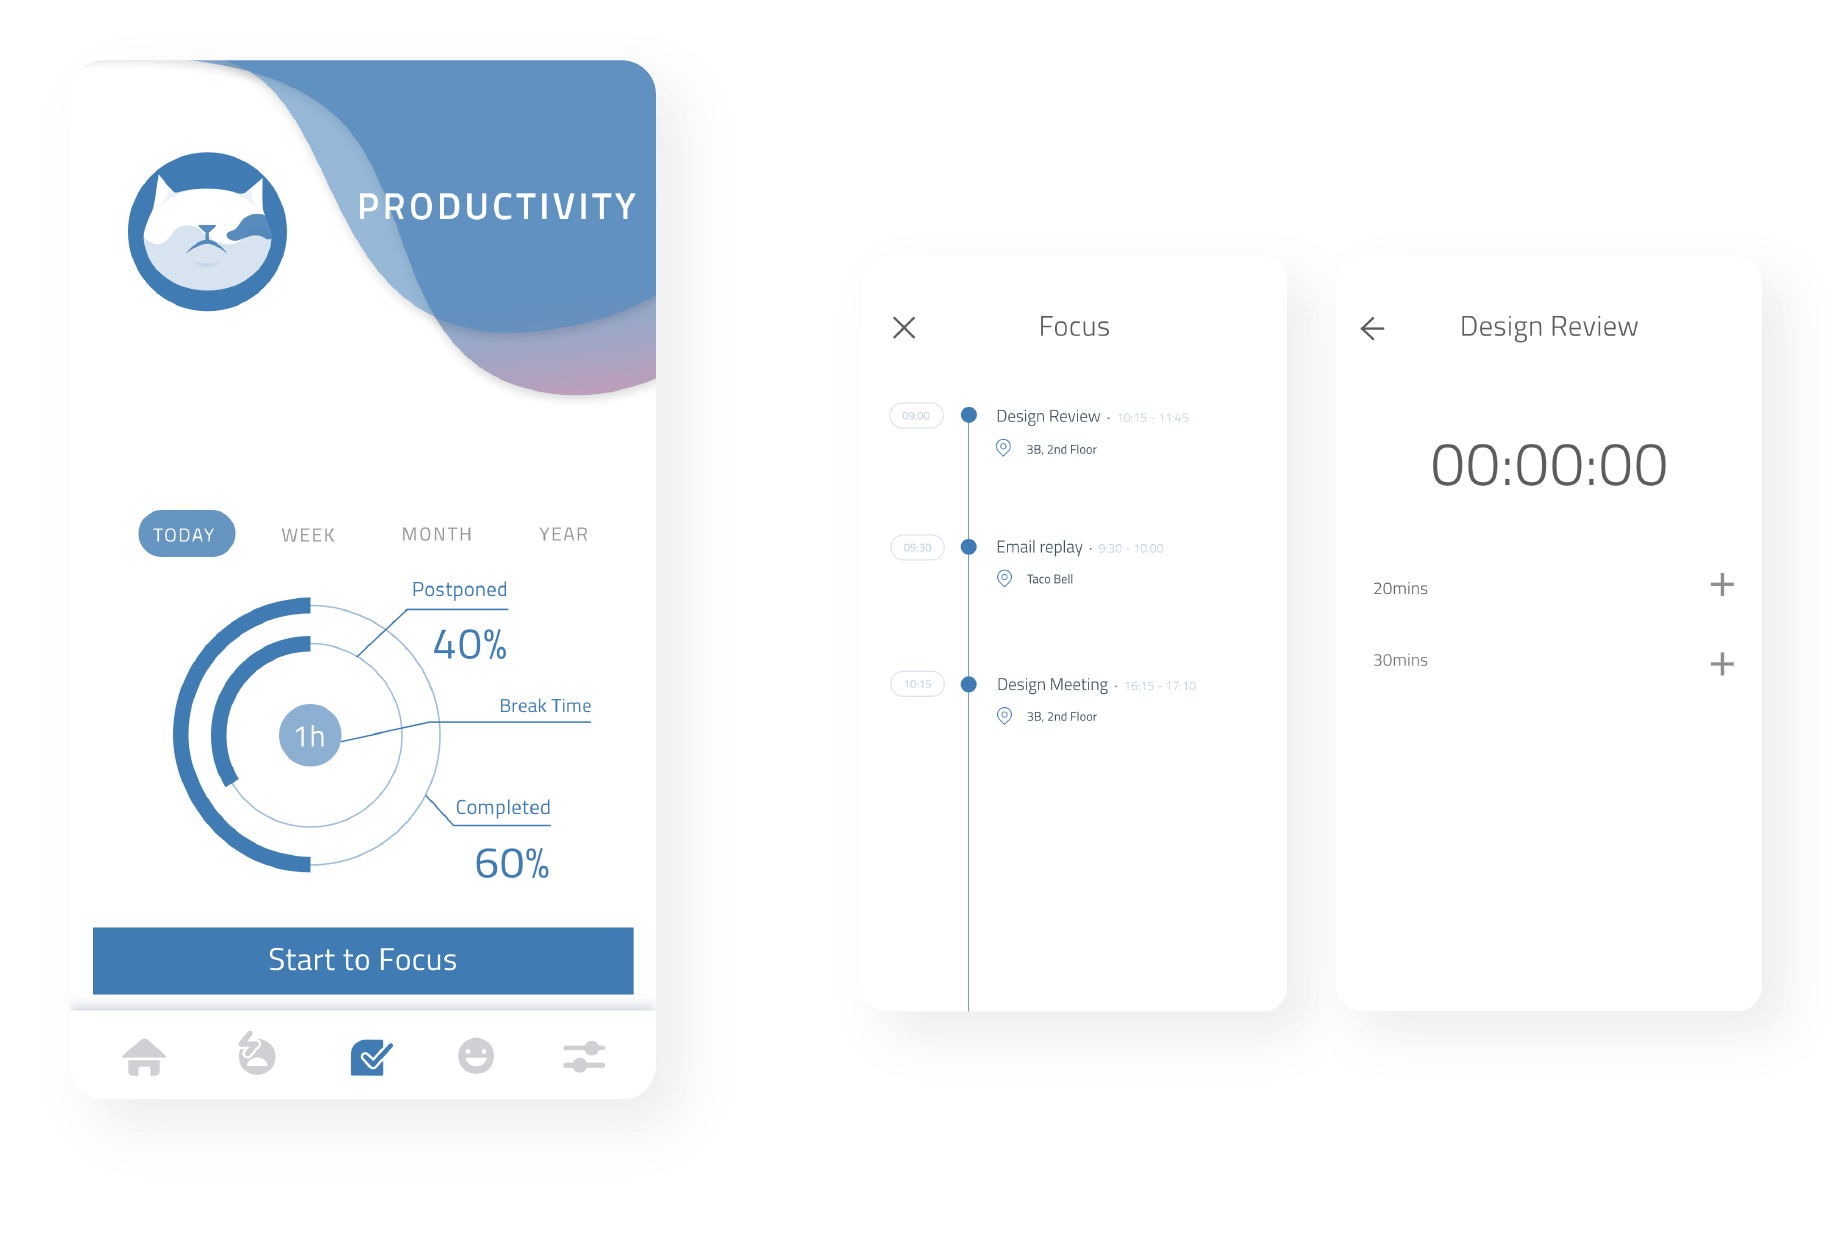 PRODUCTIVITY
TODAY WEEK MONTH YEAR
Postponed
40%
Break Time
1h
Completed
60%
Start to Focus
Focus
09:00 Design Review · 10:15 - 11:45
3B, 2nd Floor
09:30 Email replay · 9:30 - 10:00
Taco Bell
10:15 Design Meeting · 16:15 - 17:10
3B, 2nd Floor
Design Review
00:00:00
20mins +
30mins +